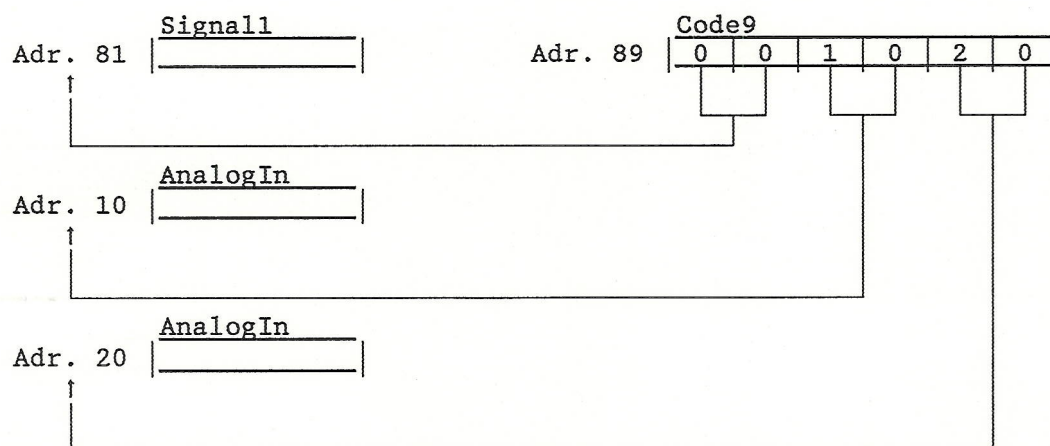 Signal1 Code9
Adr. 81 Adr. 89 0 0 1 0 2 0
AnalogIn
Adr. 10
AnalogIn
Adr. 20